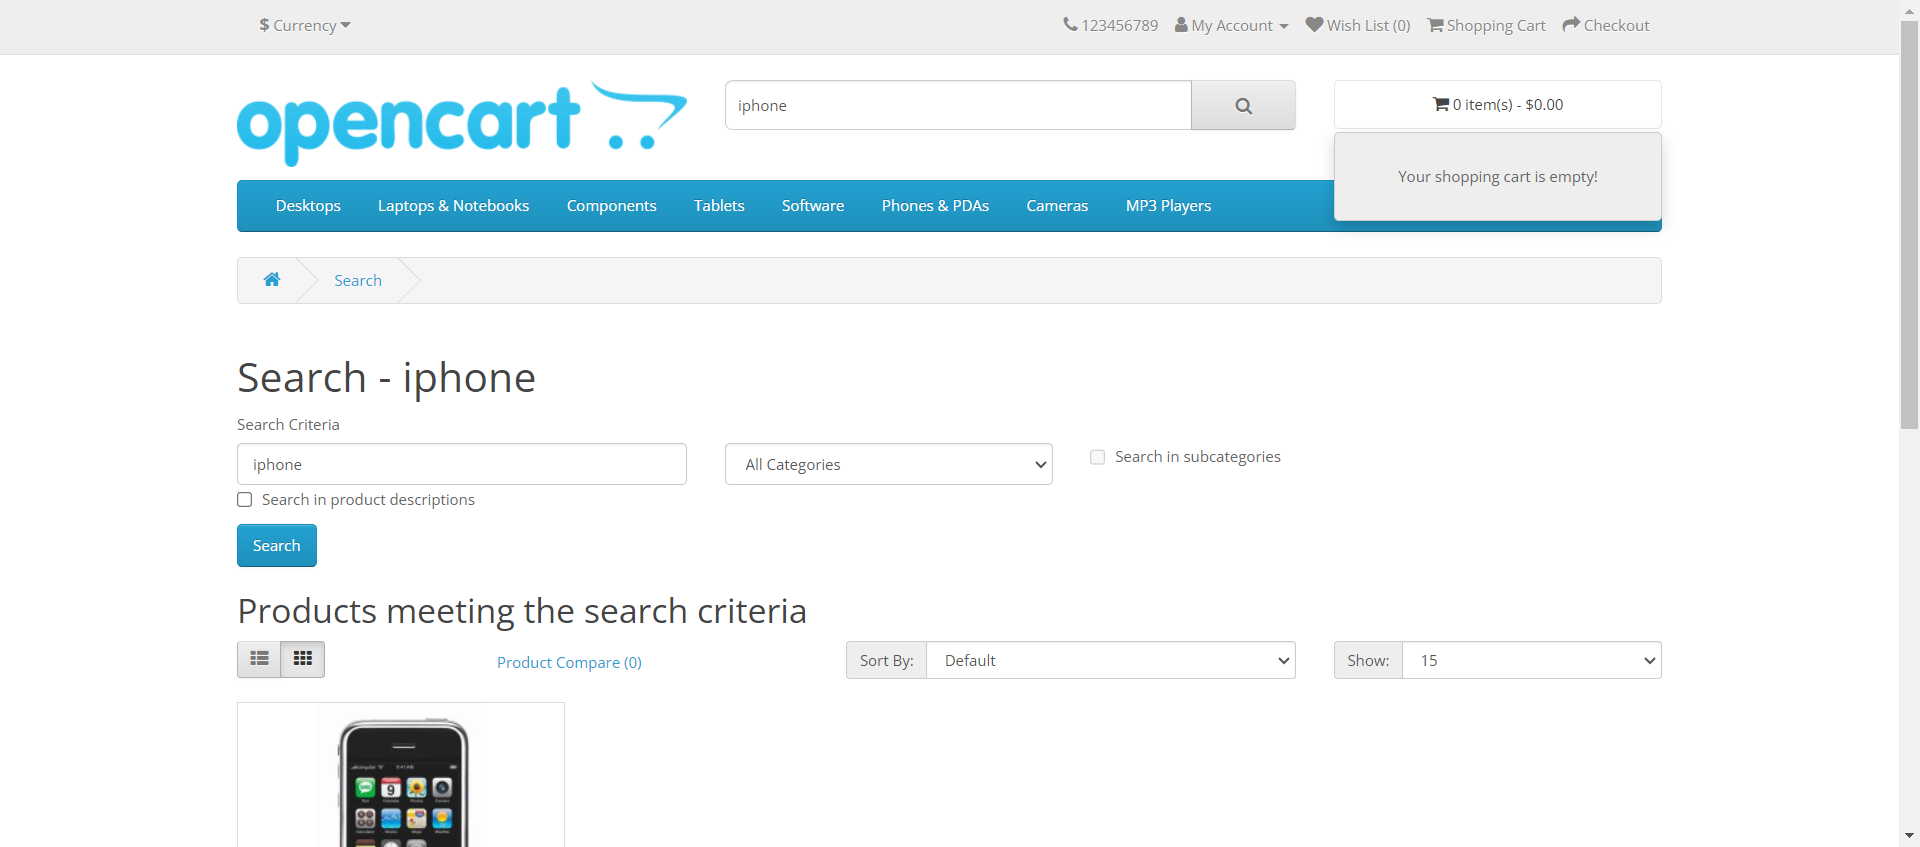 $ Currency
123456789
My Account
Wish List (0)
Shopping Cart
Checkout
opencart
iphone
0 item(s) - $0.00
Your shopping cart is empty!
Desktops
Laptops & Notebooks
Components
Tablets
Software
Phones & PDAs
Cameras
MP3 Players
Search
Search - iphone
Search Criteria
iphone
All Categories
Search in subcategories
Search in product descriptions
Search
Products meeting the search criteria
Product Compare (0)
Sort By:
Default
Show:
15
9